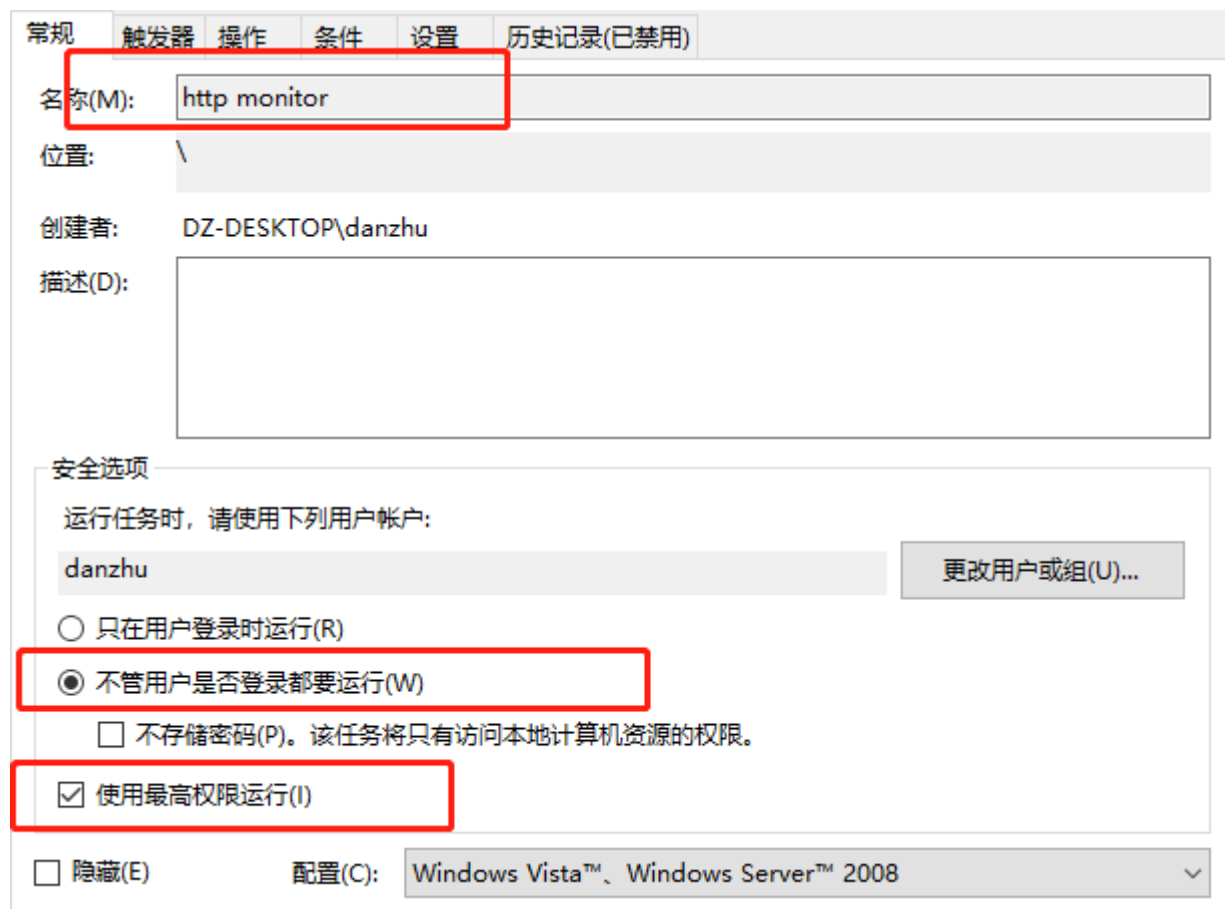 常规 触发器 操作 条件 设置 历史记录(已禁用)
名称(M): http monitor
位置: \
创建者: DZ-DESKTOP\danzhu
描述(D):
安全选项
运行任务时，请使用下列用户帐户:
danzhu 更改用户或组(U)...
只在用户登录时运行(R)
不管用户是否登录都要运行(W)
不存储密码(P)。该任务将只有访问本地计算机资源的权限。
使用最高权限运行(I)
隐藏(E) 配置(C): Windows Vista™、Windows Server™ 2008